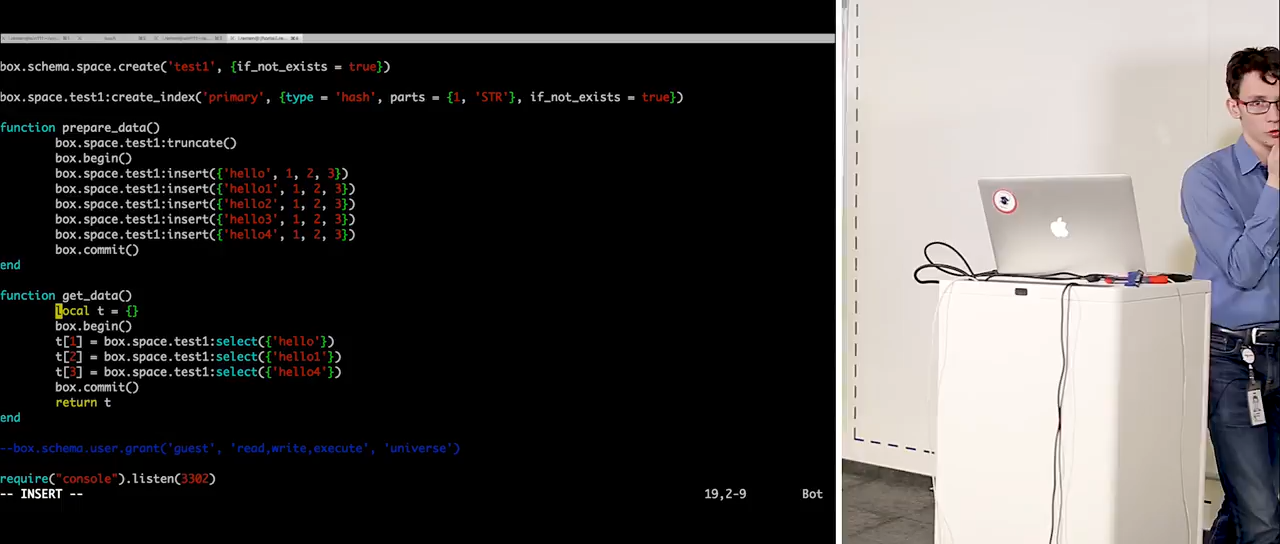 box.schema.space.create('test1', {if_not_exists = true})
box.space.test1:create_index('primary', {type = 'hash', parts = {1, 'STR'}, if_not_exists = true})
function prepare_data()
box.space.test1:truncate()
box.begin()
box.space.test1:insert({'hello', 1, 2, 3})
box.space.test1:insert({'hello1', 1, 2, 3})
box.space.test1:insert({'hello2', 1, 2, 3})
box.space.test1:insert({'hello3', 1, 2, 3})
box.space.test1:insert({'hello4', 1, 2, 3})
box.commit()
end
function get_data()
local t = {}
box.begin()
t[1] = box.space.test1:select({'hello'})
t[2] = box.space.test1:select({'hello1'})
t[3] = box.space.test1:select({'hello4'})
box.commit()
return t
end
--box.schema.user.grant('guest', 'read,write,execute', 'universe')
require("console").listen(3302)
-- INSERT -- 19,2-9 Bot